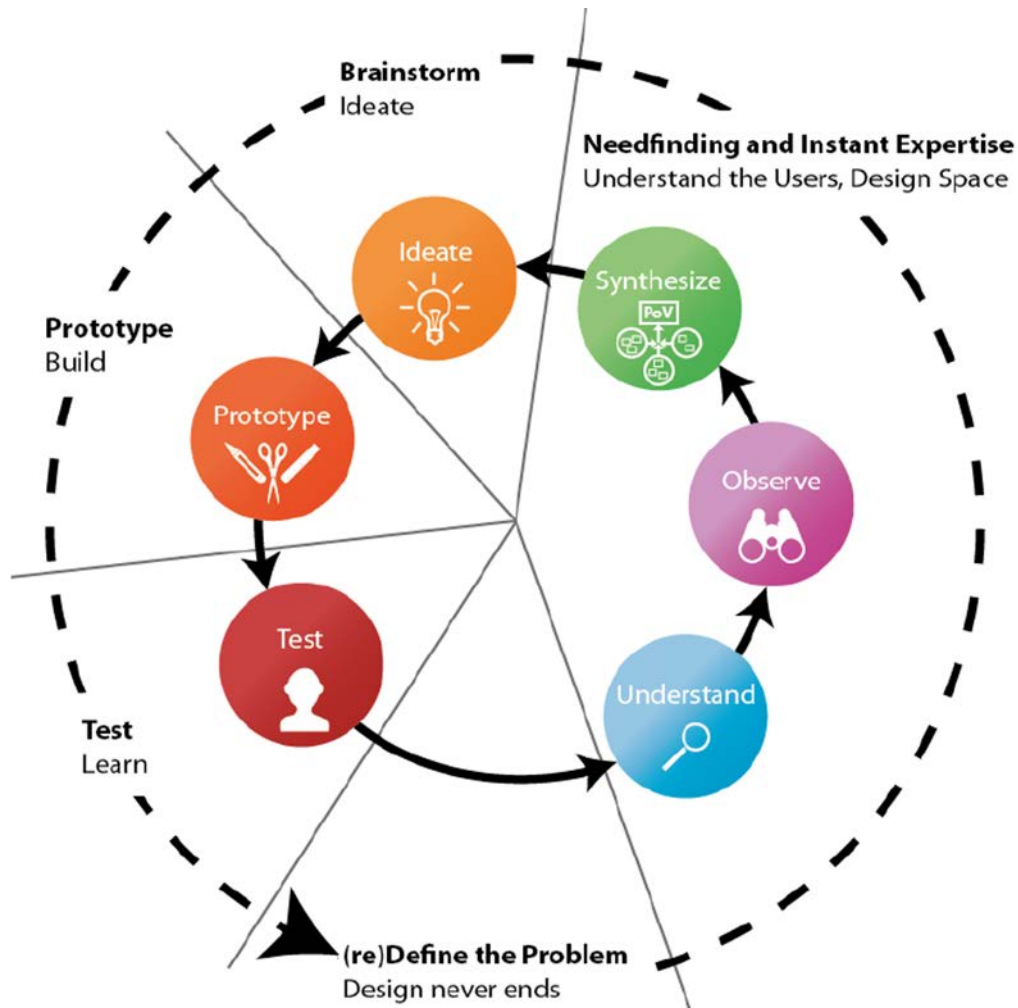 Brainstorm
Ideate
Needfinding and Instant Expertise
Understand the Users, Design Space
Ideate
Synthesize
PoV
Prototype
Build
Prototype
Observe
Test
Understand
Test
Learn
(re)Define the Problem
Design never ends